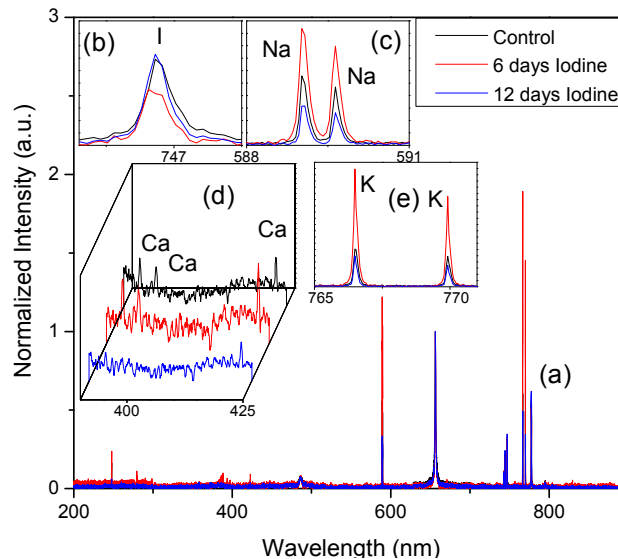 3
2
1
0
Normalized Intensity (a.u.)
(b)
I
747
Na
(c)
Na
588
591
Control
6 days Iodine
12 days Iodine
(d)
Ca
Ca
Ca
400
425
K
(e)
K
765
770
(a)
200
400
600
800
Wavelength (nm)